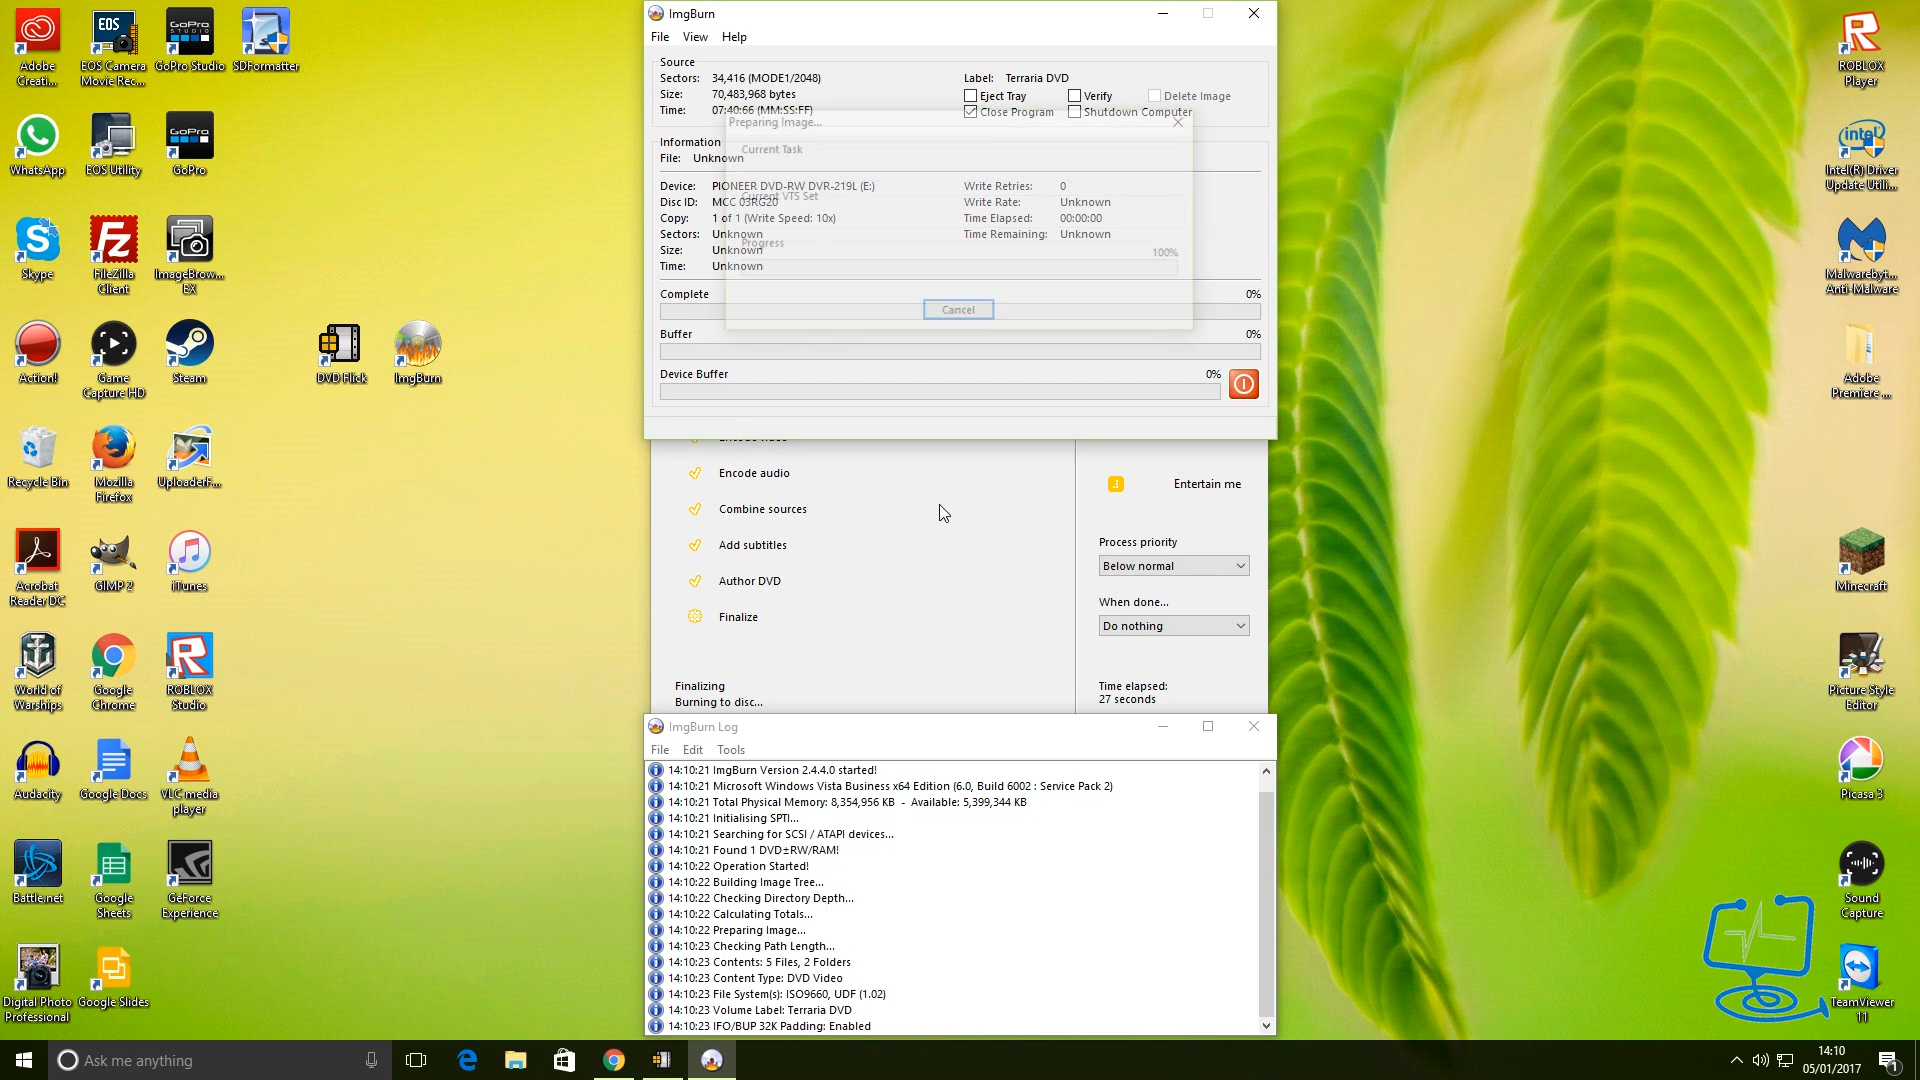 Adobe
Creati...
EOS
EOS Camera
Movie Rec...
GoPro
STUDIO
GoPro Studio
SDFormatter
WhatsApp
EOS Utility
GoPro
GoPro
Skype
FileZilla
Client
ImageBrow...
EX
Action!
Game
Capture HD
Steam
DVD Flick
ImgBurn
Recycle Bin
Mozilla
Firefox
UploaderF...
Acrobat
Reader DC
GIMP 2
iTunes
World of
Warships
Google
Chrome
ROBLOX
Studio
Audacity
Google Docs
VLC media
player
Battle.net
Google
Sheets
GeForce
Experience
Digital Photo
Professional
Google Slides
ImgBurn
File View Help
Source
Sectors: 34,416 (MODE1/2048)
Size: 70,483,968 bytes
Time: 07:40:66 (MM:SS:FF)
Label: Terraria DVD
Eject Tray Verify Delete Image
Close Program Shutdown Computer
Preparing Image...
Current Task
Current VTS Set
Progress
100%
Cancel
Information
File: Unknown
Device: PIONEER DVD-RW DVR-219L (E:)
Disc ID: MCC 03RG20
Copy: 1 of 1 (Write Speed: 10x)
Sectors: Unknown
Size: Unknown
Time: Unknown
Write Retries: 0
Write Rate: Unknown
Time Elapsed: 00:00:00
Time Remaining: Unknown
Complete 0%
Buffer 0%
Device Buffer 0%
Encode audio
Combine sources
Add subtitles
Author DVD
Finalize
Finalizing
Burning to disc...
Entertain me
Process priority
Below normal
When done...
Do nothing
Time elapsed:
27 seconds
ImgBurn Log
File Edit Tools
14:10:21 ImgBurn Version 2.4.4.0 started!
14:10:21 Microsoft Windows Vista Business x64 Edition (6.0, Build 6002 : Service Pack 2)
14:10:21 Total Physical Memory: 8,354,956 KB - Available: 5,399,344 KB
14:10:21 Initialising SPTI...
14:10:21 Searching for SCSI / ATAPI devices...
14:10:21 Found 1 DVD±RW/RAM!
14:10:22 Operation Started!
14:10:22 Building Image Tree...
14:10:22 Checking Directory Depth...
14:10:22 Calculating Totals...
14:10:22 Preparing Image...
14:10:23 Checking Path Length...
14:10:23 Contents: 5 Files, 2 Folders
14:10:23 Content Type: DVD Video
14:10:23 File System(s): ISO9660, UDF (1.02)
14:10:23 Volume Label: Terraria DVD
14:10:23 IFO/BUP 32K Padding: Enabled
ROBLOX
Player
intel
Intel(R) Driver
Update Utili...
Malwarebyt...
Anti-Malware
Adobe
Premiere ...
Minecraft
Picture Style
Editor
Picasa 3
Sound
Capture
TeamViewer
11
Ask me anything
14:10
05/01/2017
1